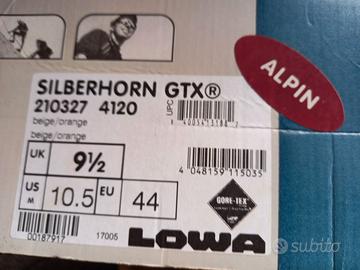 ALPIN
SILBERHORN GTX®
210327 4120
UPC
beige/orange
beige/orange
UK 9½
4 048159 115035
US M 10.5 EU 44
GORE-TEX
00187917 17005
LOWA
subito